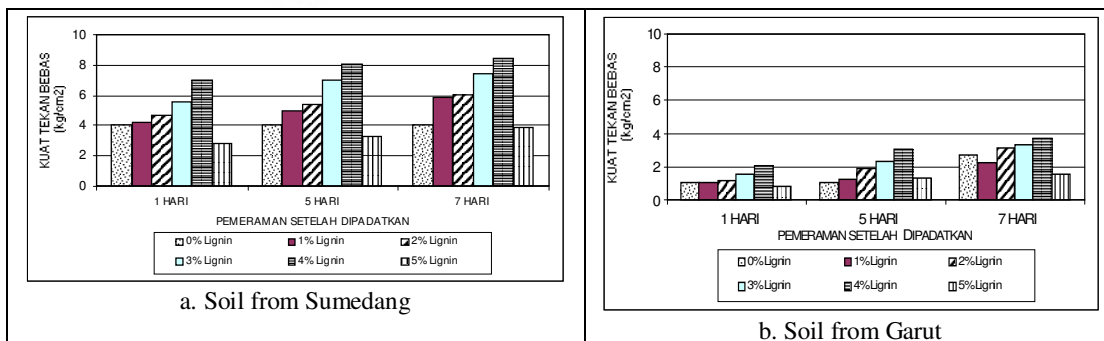 KUAT TEKAN BEBAS
(kg/cm2)
10
8
6
4
2
0
1 HARI 5 HARI 7 HARI
PEMERAMAN SETELAH DIPADATKAN
0% Lignin 1% Lignin 2% Lignin
3% Lignin 4% Lignin 5% Lignin
a. Soil from Sumedang
KUAT TEKAN BEBAS
(kg/cm2)
10
8
6
4
2
0
1 HARI 5 HARI 7 HARI
PEMERAMAN SETELAH DIPADATKAN
0%Lignin 1%Lignin 2%Lignin
3%Lignin 4%Lignin 5%Lignin
b. Soil from Garut